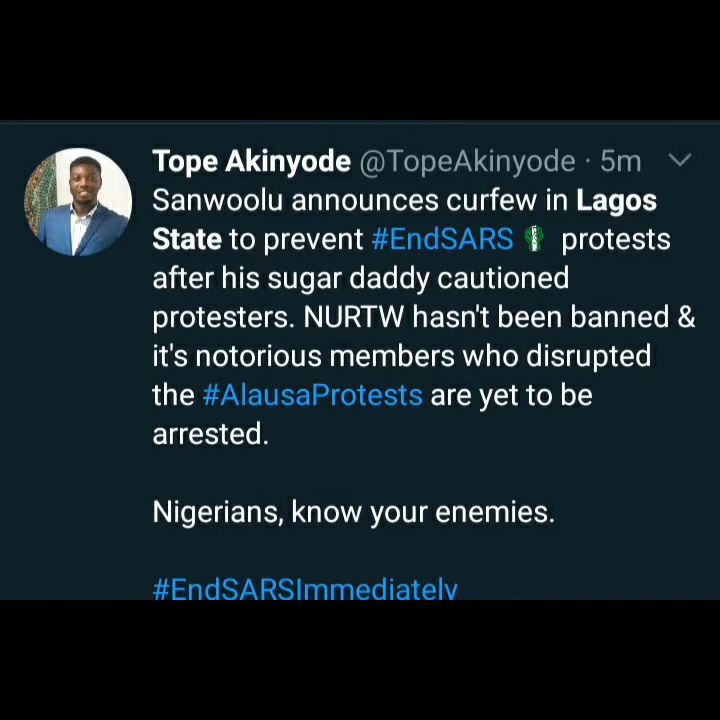 Tope Akinyode @TopeAkinyode · 5m
Sanwoolu announces curfew in Lagos
State to prevent #EndSARS protests
after his sugar daddy cautioned
protesters. NURTW hasn't been banned &
it's notorious members who disrupted
the #AlausaProtests are yet to be
arrested.
Nigerians, know your enemies.
#EndSARSImmediately